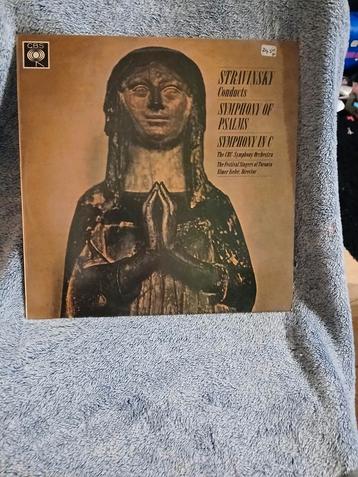 CBS
STRAVINSKY
Conducts
SYMPHONY OF
PSALMS
SYMPHONY IN C
The CBC Symphony Orchestra
The Festival Singers of Toronto
Elmer Iseler, Director